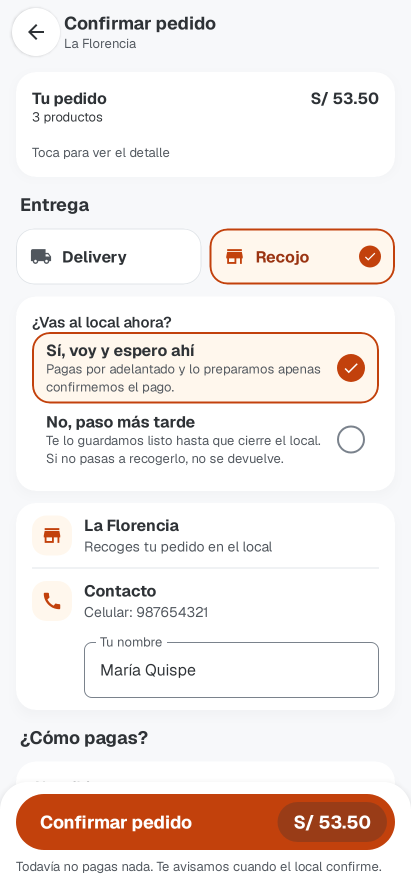 Confirmar pedido
La Florencia
Tu pedido
S/ 53.50
3 productos
Toca para ver el detalle
Entrega
Delivery
Recojo
¿Vas al local ahora?
Sí, voy y espero ahí
Pagas por adelantado y lo preparamos apenas
confirmemos el pago.
No, paso más tarde
Te lo guardamos listo hasta que cierre el local.
Si no pasas a recogerlo, no se devuelve.
La Florencia
Recoges tu pedido en el local
Contacto
Celular: 987654321
Tu nombre
María Quispe
¿Cómo pagas?
Confirmar pedido
S/ 53.50
Todavía no pagas nada. Te avisamos cuando el local confirme.